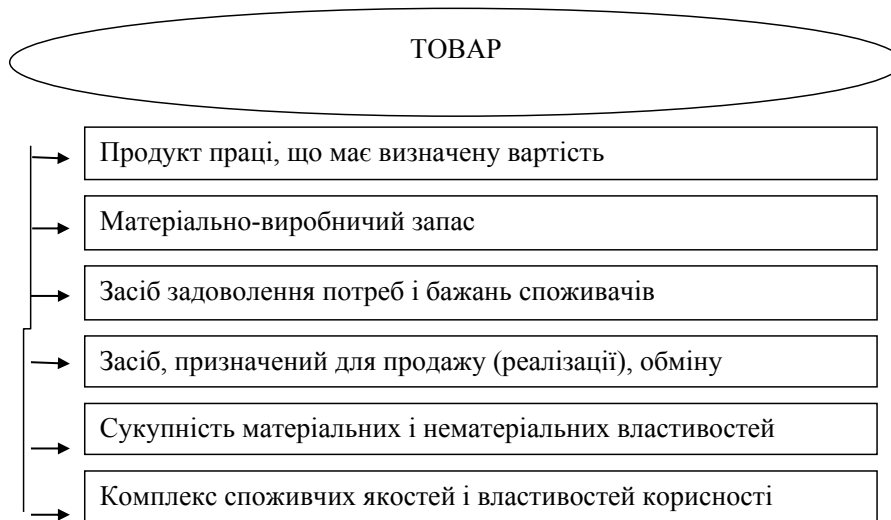 ТОВАР
Продукт праці, що має визначену вартість
Матеріально-виробничий запас
Засіб задоволення потреб і бажань споживачів
Засіб, призначений для продажу (реалізації), обміну
Сукупність матеріальних і нематеріальних властивостей
Комплекс споживчих якостей і властивостей корисності